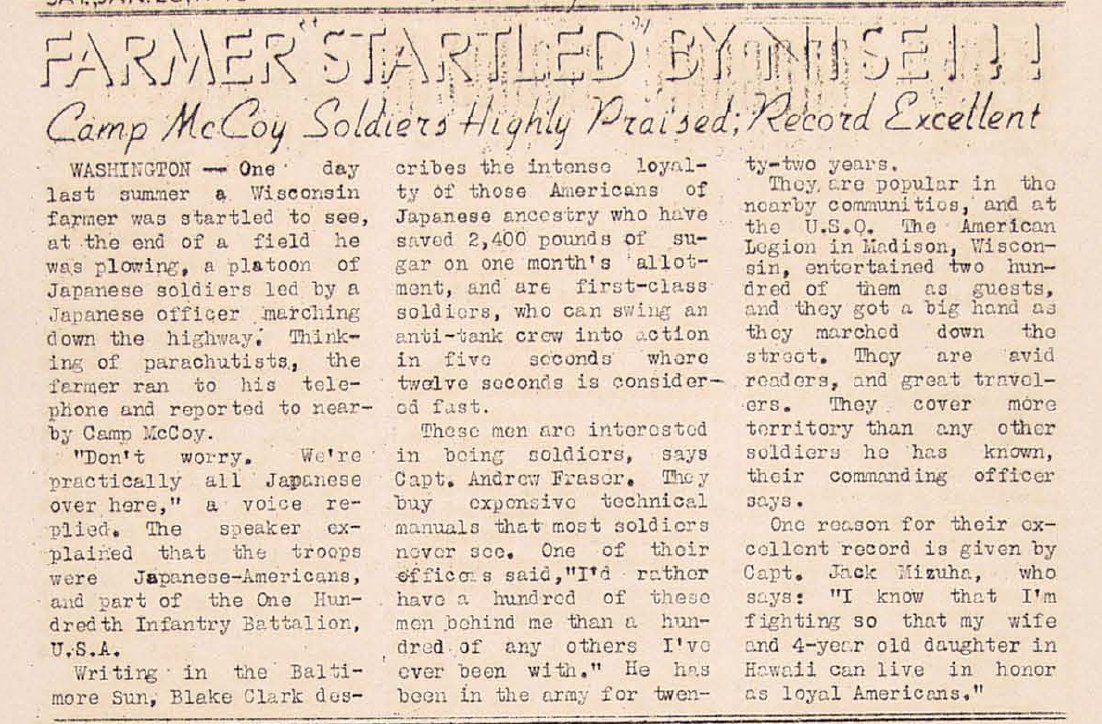 FARMER "STARTLED" BY NISEI!!
Camp McCoy Soldiers Highly Praised; Record Excellent
WASHINGTON — One day
last summer a Wisconsin
farmer was startled to see,
at the end of a field he
was plowing, a platoon of
Japanese soldiers led by a
Japanese officer marching
down the highway. Think-
ing of parachutists, the
farmer ran to his tele-
phone and reported to near-
by Camp McCoy.
"Don't worry. We're
practically all Japanese
over here," a voice re-
plied. The speaker ex-
plained that the troops
were Japanese-Americans,
and part of the One Hun-
dredth Infantry Battalion,
U.S.A.
Writing in the Balti-
more Sun, Blake Clark des-
cribes the intense loyal-
ty of those Americans of
Japanese ancestry who have
saved 2,400 pounds of su-
gar on one month's allot-
ment, and are first-class
soldiers, who can swing an
anti-tank crew into action
in five seconds where
twelve seconds is consider-
ed fast.
These men are interested
in being soldiers, says
Capt. Andrew Fraser. They
buy expensive technical
manuals that most soldiers
never see. One of their
officers said,"I'd rather
have a hundred of these
men behind me than a hun-
dred of any others I've
ever been with." He has
been in the army for twen-
ty-two years.
They are popular in the
nearby communities, and at
the U.S.O. The American
Legion in Madison, Wiscon-
sin, entertained two hun-
dred of them as guests,
and they got a big hand as
they marched down the
street. They are avid
readers, and great travel-
ers. They cover more
territory than any other
soldiers he has known,
their commanding officer
says.
One reason for their ex-
cellent record is given by
Capt. Jack Mizuha, who
says: "I know that I'm
fighting so that my wife
and 4-year old daughter in
Hawaii can live in honor
as loyal Americans."